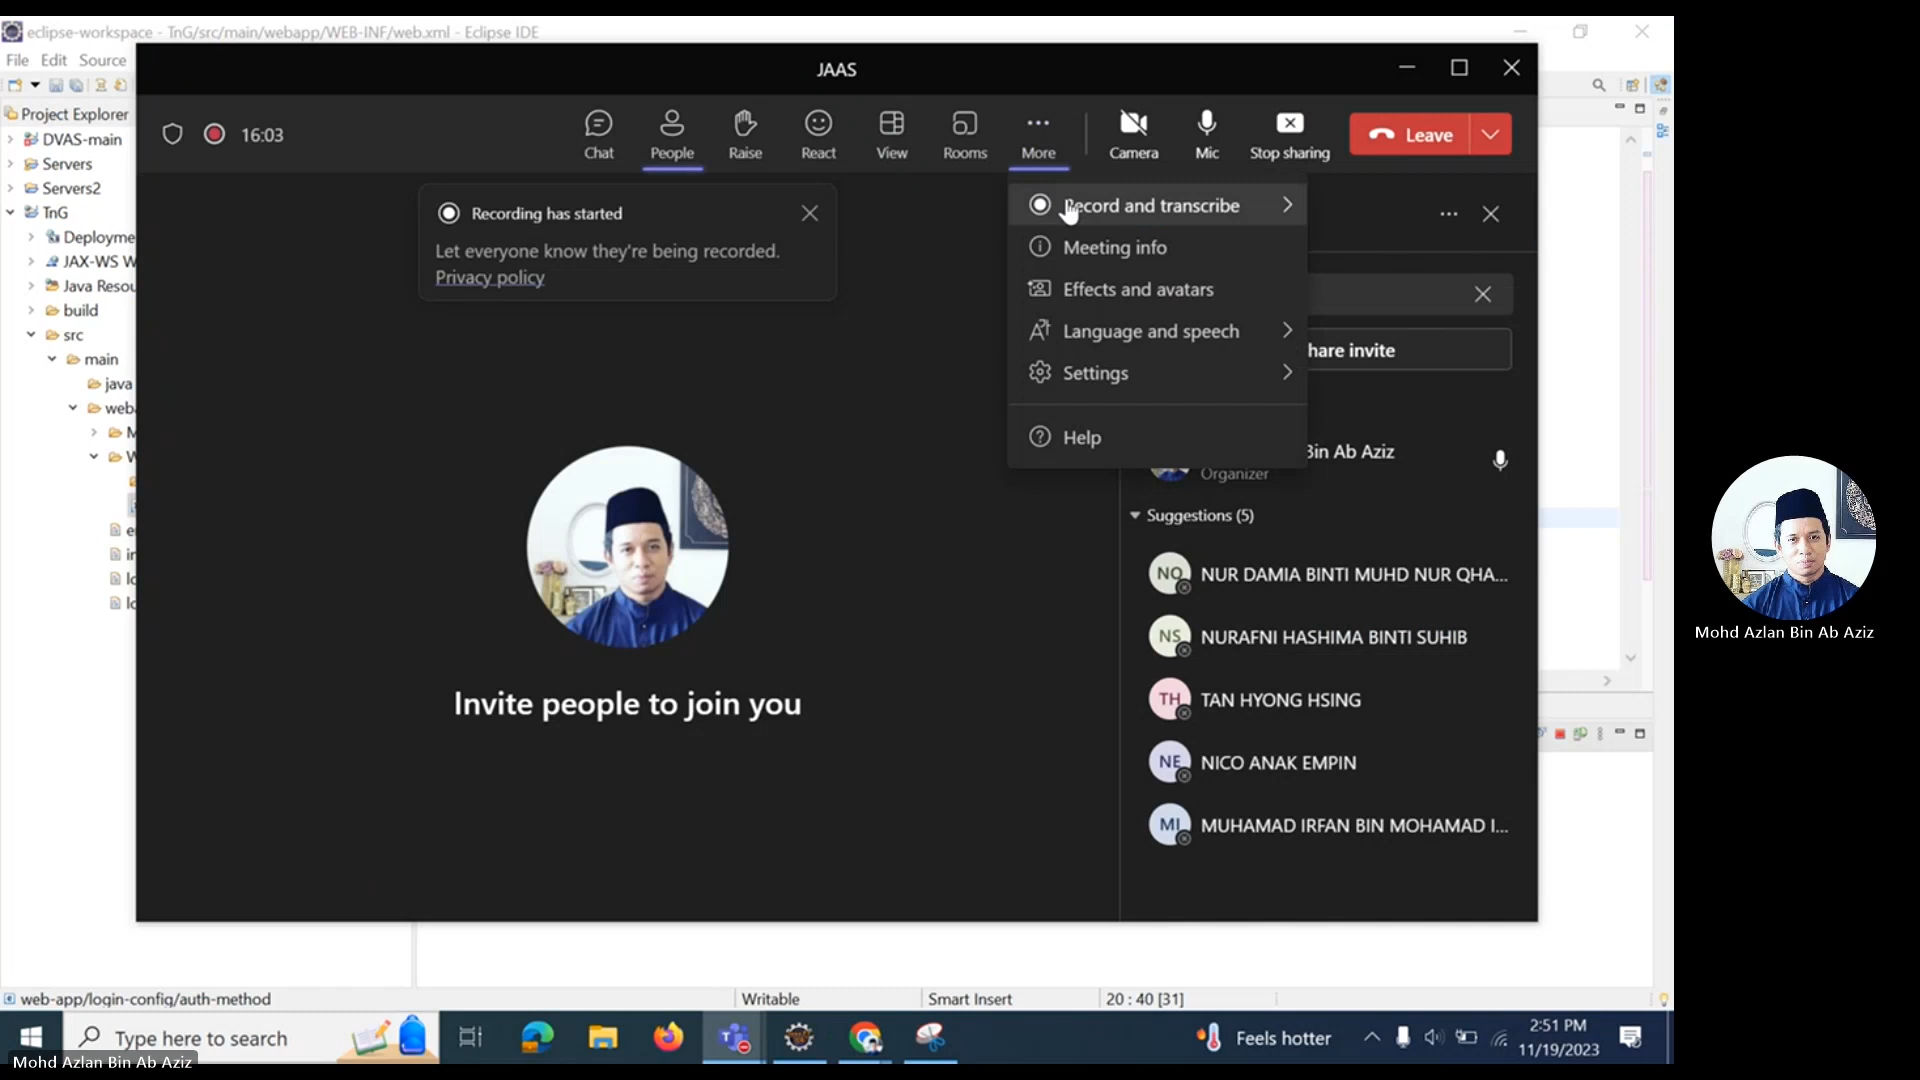 eclipse-workspace - TnG/src/main/webapp/WEB-INF/web.xml - Eclipse IDE
File Edit Source
JAAS
16:03
Chat
People
Raise
React
View
Rooms
More
Camera
Mic
Stop sharing
Leave
Project Explorer
DVAS-main
Servers
Servers2
TnG
Deployme
JAX-WS W
Java Resou
build
src
main
java
web
M
W
Recording has started
Let everyone know they're being recorded.
Privacy policy
Record and transcribe
Meeting info
Effects and avatars
Language and speech
Settings
Help
hare invite
Bin Ab Aziz
Organizer
Suggestions (5)
NQ NUR DAMIA BINTI MUHD NUR QHA...
NS NURAFNI HASHIMA BINTI SUHIB
TH TAN HYONG HSING
NE NICO ANAK EMPIN
MI MUHAMAD IRFAN BIN MOHAMAD I...
Invite people to join you
Mohd Azlan Bin Ab Aziz
web-app/login-config/auth-method
Writable
Smart Insert
20 : 40 [31]
Type here to search
Feels hotter
2:51 PM
11/19/2023
Mohd Azlan Bin Ab Aziz